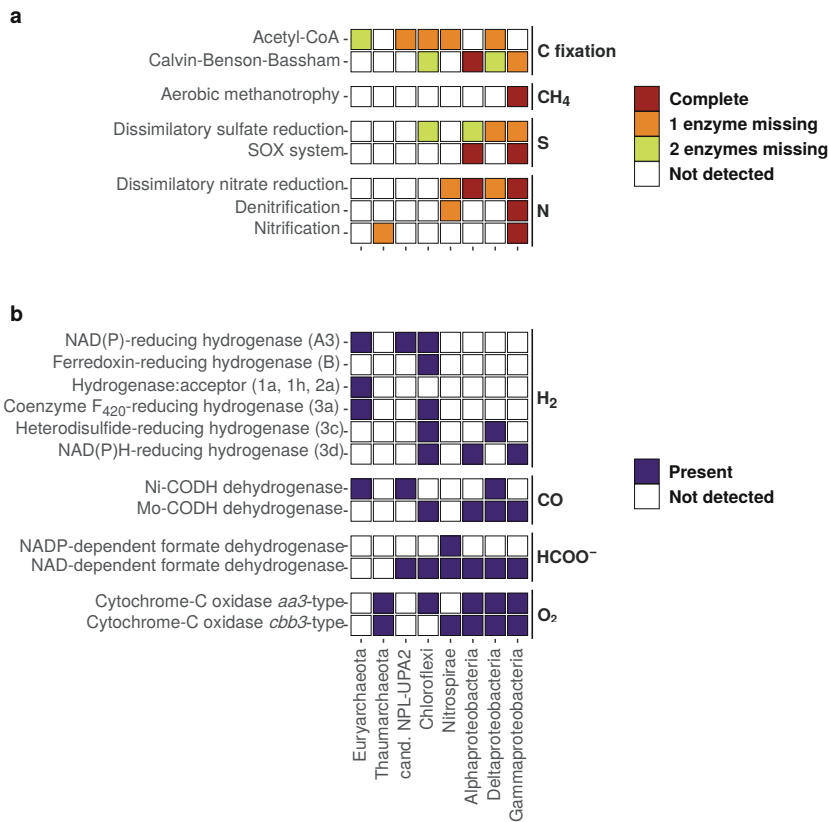 a
Acetyl-CoA
Calvin-Benson-Bassham
C fixation
Aerobic methanotrophy
CH4
Dissimilatory sulfate reduction
SOX system
S
Dissimilatory nitrate reduction
Denitrification
Nitrification
N
Complete
1 enzyme missing
2 enzymes missing
Not detected
b
NAD(P)-reducing hydrogenase (A3)
Ferredoxin-reducing hydrogenase (B)
Hydrogenase:acceptor (1a, 1h, 2a)
Coenzyme F420-reducing hydrogenase (3a)
Heterodisulfide-reducing hydrogenase (3c)
NAD(P)H-reducing hydrogenase (3d)
H2
Ni-CODH dehydrogenase
Mo-CODH dehydrogenase
CO
NADP-dependent formate dehydrogenase
NAD-dependent formate dehydrogenase
HCOO⁻
Cytochrome-C oxidase aa3-type
Cytochrome-C oxidase cbb3-type
O2
Present
Not detected
Euryarchaeota
Thaumarchaeota
cand. NPL-UPA2
Chloroflexi
Nitrospirae
Alphaproteobacteria
Deltaproteobacteria
Gammaproteobacteria